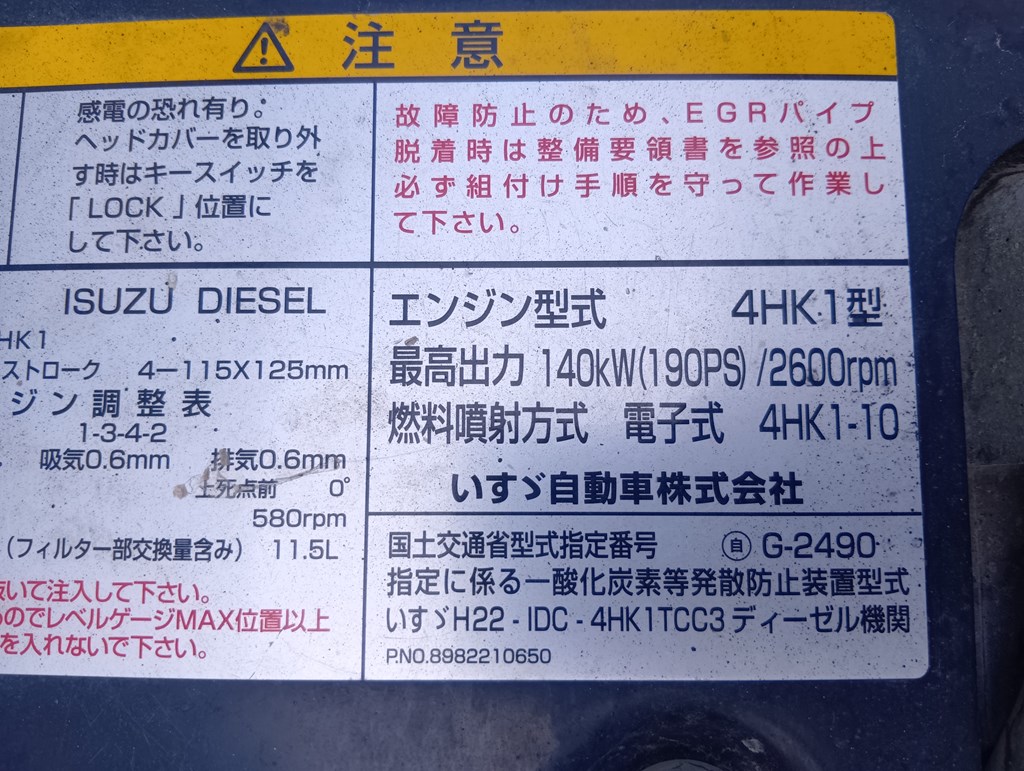 注意
感電の恐れ有り。
ヘッドカバーを取り外
す時はキースイッチを
「LOCK」位置に
して下さい。
故障防止のため、EGRパイプ
脱着時は整備要領書を参照の上
必ず組付け手順を守って作業し
て下さい。
ISUZU DIESEL
HK1
ストローク 4-115X125mm
ジン調整表
1-3-4-2
吸気0.6mm 排気0.6mm
上死点前 0°
580rpm
(フィルター部交換量含み) 11.5L
いて注入して下さい。
のでレベルゲージMAX位置以上
を入れないで下さい。
エンジン型式 4HK1型
最高出力 140kW(190PS)/2600rpm
燃料噴射方式 電子式 4HK1-10
いすゞ自動車株式会社
国土交通省型式指定番号 自 G-2490
指定に係る一酸化炭素等発散防止装置型式
いすゞH22-IDC-4HK1TCC3ディーゼル機関
P.NO.8982210650